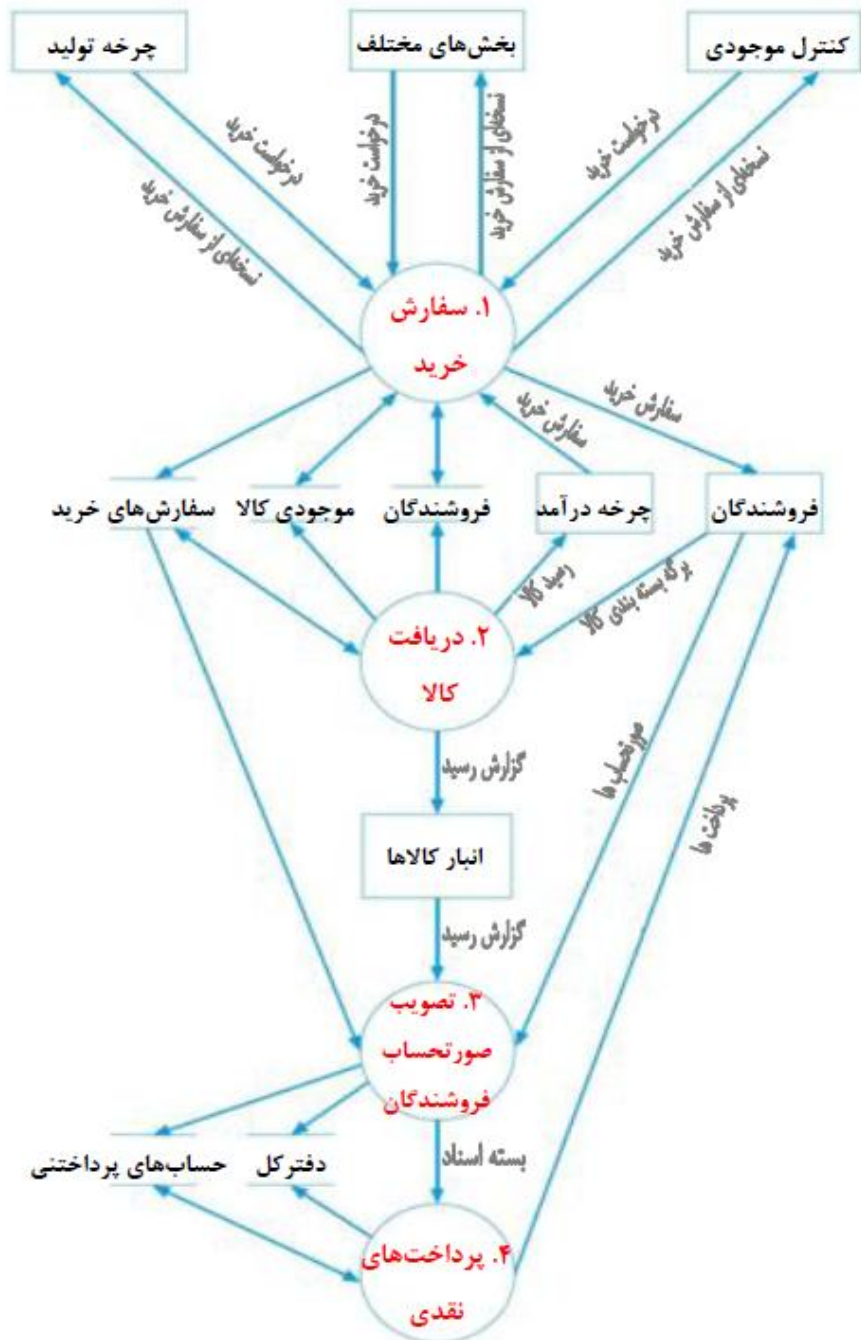 کنترل موجودی
بخش‌های مختلف
چرخه تولید
درخواست خرید
نسخه‌ای از سفارش خرید
درخواست خرید
نسخه‌ای از سفارش خرید
درخواست خرید
نسخه‌ای از سفارش خرید
۱. سفارش
خرید
سفارش خرید
سفارش خرید
فروشندگان
چرخه درآمد
فروشندگان
موجودی کالا
سفارش‌های خرید
برگه بسته بندی کالا
رسید کالا
۲. دریافت
کالا
گزارش رسید
صورتحساب ها
پرداخت ها
انبار کالاها
گزارش رسید
۳. تصویب
صورتحساب
فروشندگان
بسته اسناد
دفترکل
حساب‌های پرداختنی
۴. پرداخت‌های
نقدی